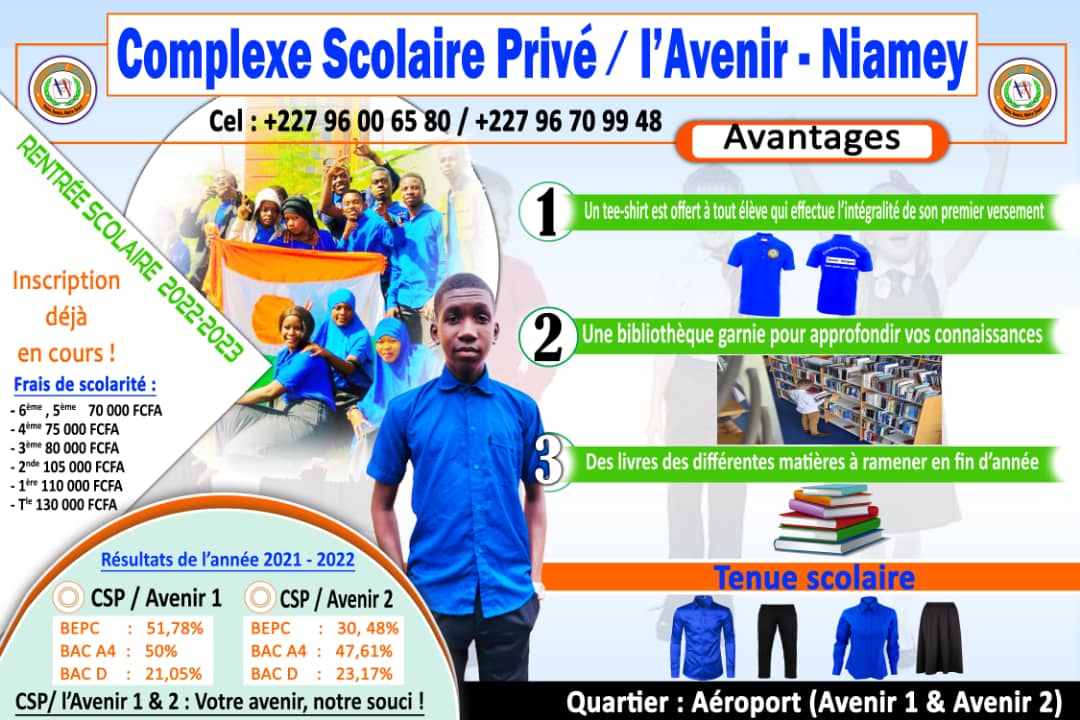 Complexe Scolaire Privé / l'Avenir - Niamey
Cel : +227 96 00 65 80 / +227 96 70 99 48
RENTRÉE SCOLAIRE 2022-2023
Inscription
déjà
en cours !
Frais de scolarité :
- 6ème , 5ème 70 000 FCFA
- 4ème 75 000 FCFA
- 3ème 80 000 FCFA
- 2nde 105 000 FCFA
- 1ère 110 000 FCFA
- Tle 130 000 FCFA
Avantages
1 Un tee-shirt est offert à tout élève qui effectue l'intégralité de son premier versement
2 Une bibliothèque garnie pour approfondir vos connaissances
3 Des livres des différentes matières à ramener en fin d'année
Tenue scolaire
Résultats de l'année 2021 - 2022
CSP / Avenir 1
BEPC : 51,78%
BAC A4 : 50%
BAC D : 21,05%
CSP / Avenir 2
BEPC : 30, 48%
BAC A4 : 47,61%
BAC D : 23,17%
CSP/ l'Avenir 1 & 2 : Votre avenir, notre souci !
Quartier : Aéroport (Avenir 1 & Avenir 2)